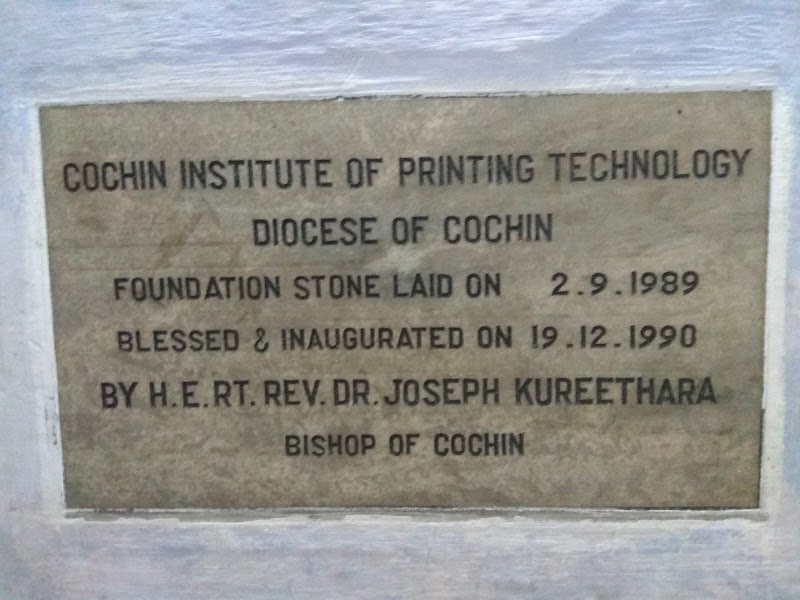 COCHIN INSTITUTE OF PRINTING TECHNOLOGY
DIOCESE OF COCHIN
FOUNDATION STONE LAID ON 2.9.1989
BLESSED & INAUGURATED ON 19.12.1990
BY H.E.RT.REV.DR.JOSEPH KUREETHARA
BISHOP OF COCHIN